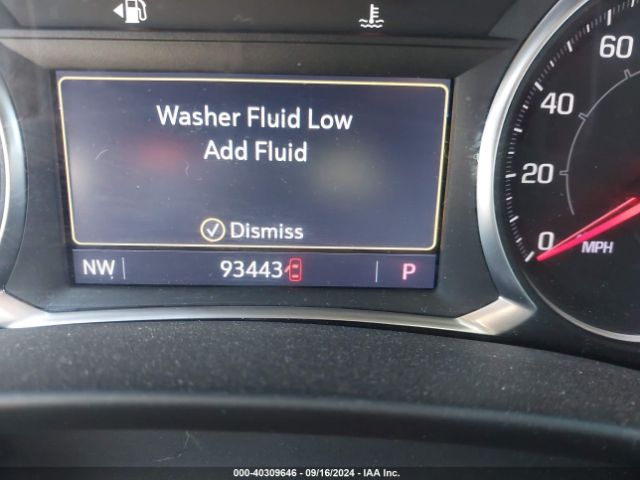 Washer Fluid Low
Add Fluid
Dismiss
NW 93443 P
60
40
20
0
MPH
000-40309646 - 09/16/2024 - IAA Inc.